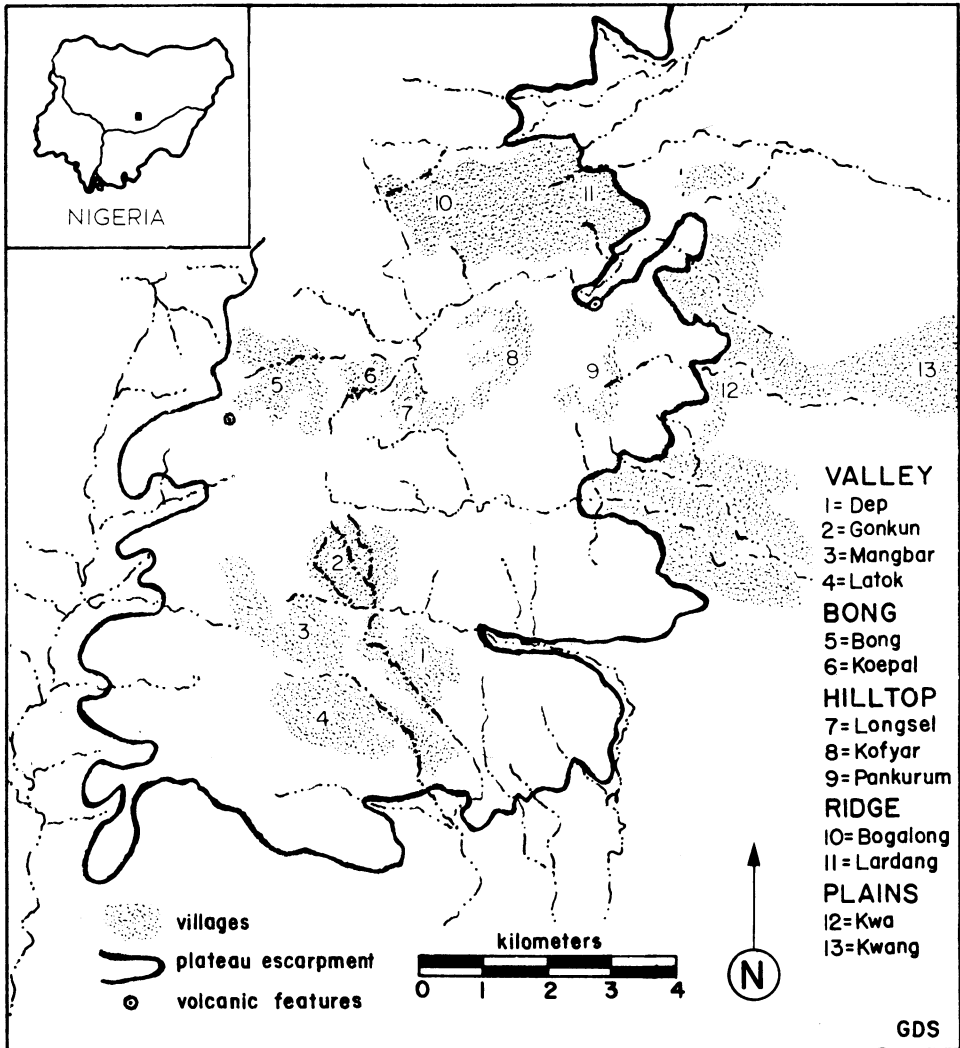 NIGERIA
10
11
8
5
6
9
7
12
13
2
3
1
4
VALLEY
1= Dep
2= Gonkun
3= Mangbar
4= Latok
BONG
5= Bong
6= Koepal
HILLTOP
7= Longsel
8= Kofyar
9= Pankurum
RIDGE
10= Bogalong
11= Lardang
PLAINS
12= Kwa
13= Kwang
villages
plateau escarpment
volcanic features
kilometers
0 1 2 3 4
N
GDS